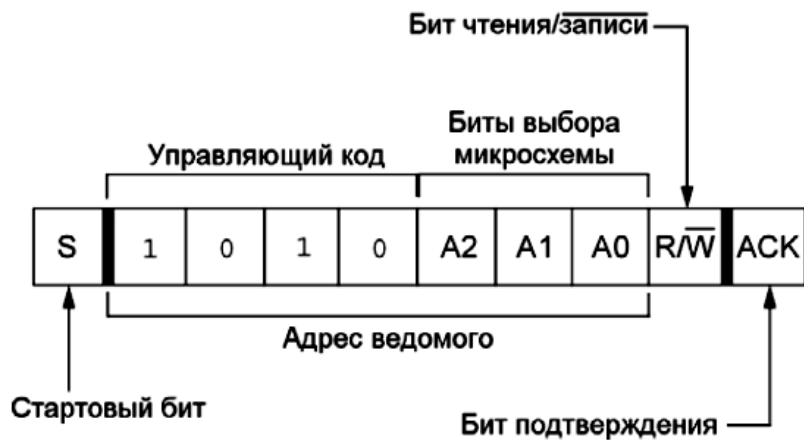 Бит чтения/записи
Биты выбора
микросхемы
Управляющий код
S 1 0 1 0 A2 A1 A0 R/W ACK
Адрес ведомого
Стартовый бит
Бит подтверждения